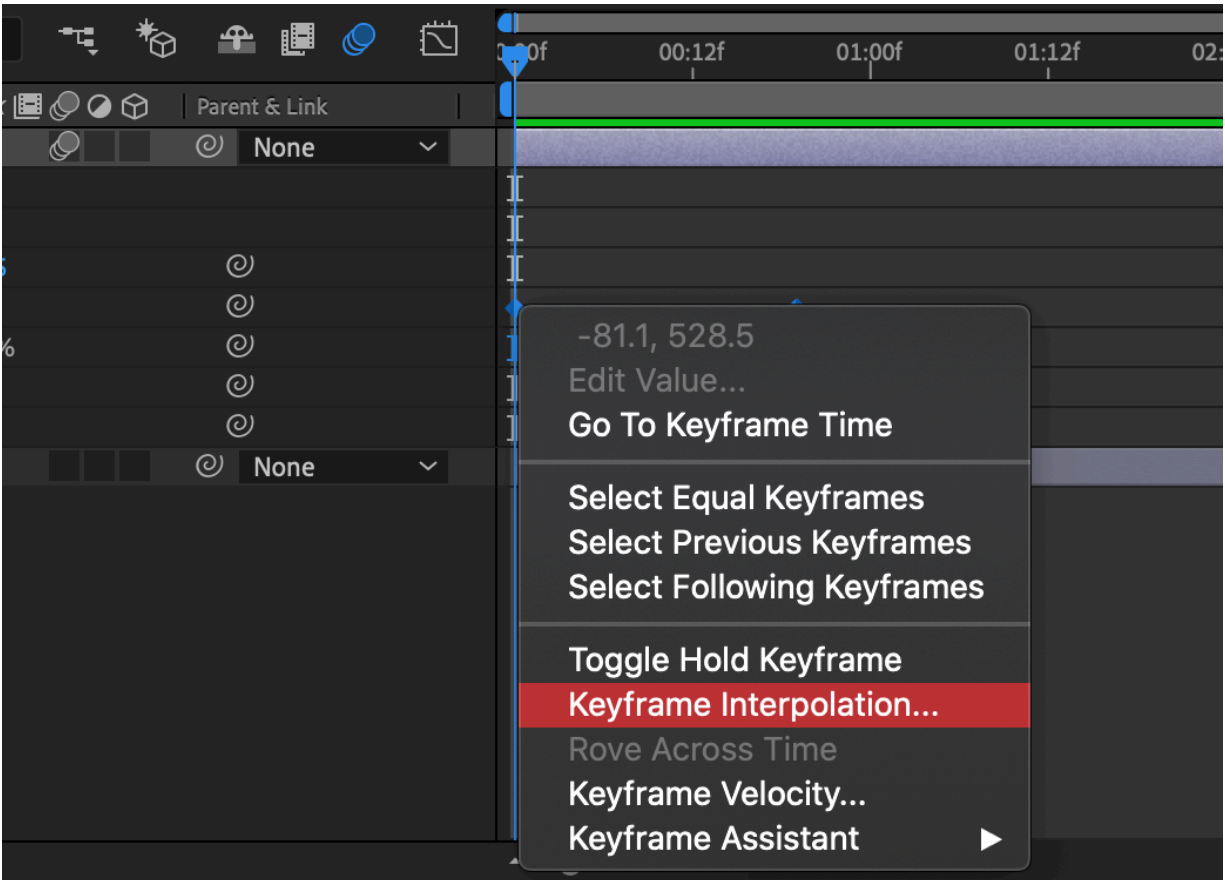 00:12f 01:00f 01:12f 02:
Parent & Link
None
%
None
-81.1, 528.5
Edit Value...
Go To Keyframe Time
Select Equal Keyframes
Select Previous Keyframes
Select Following Keyframes
Toggle Hold Keyframe
Keyframe Interpolation...
Rove Across Time
Keyframe Velocity...
Keyframe Assistant